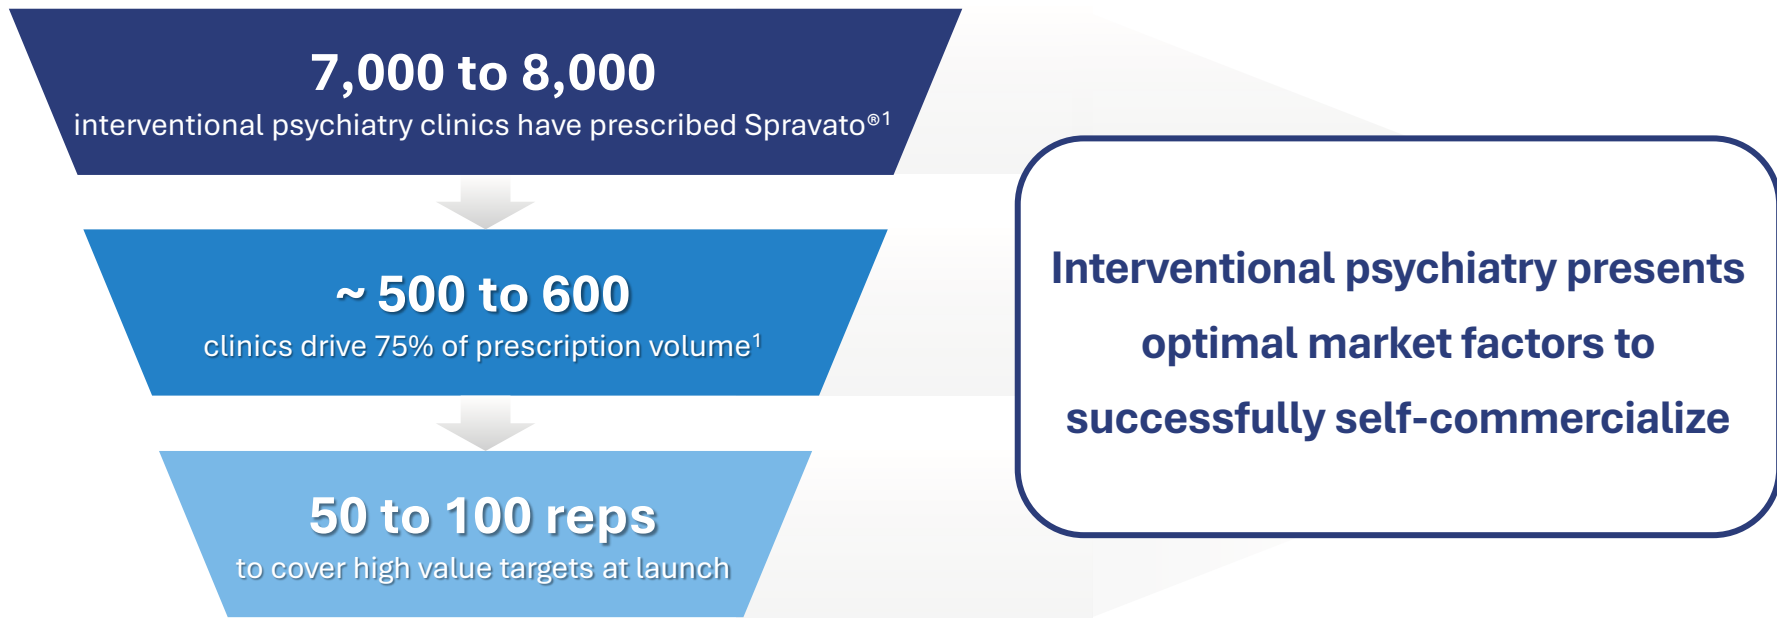 7,000 to 8,000
interventional psychiatry clinics have prescribed Spravato®¹
~ 500 to 600
clinics drive 75% of prescription volume¹
50 to 100 reps
to cover high value targets at launch
Interventional psychiatry presents
optimal market factors to
successfully self-commercialize